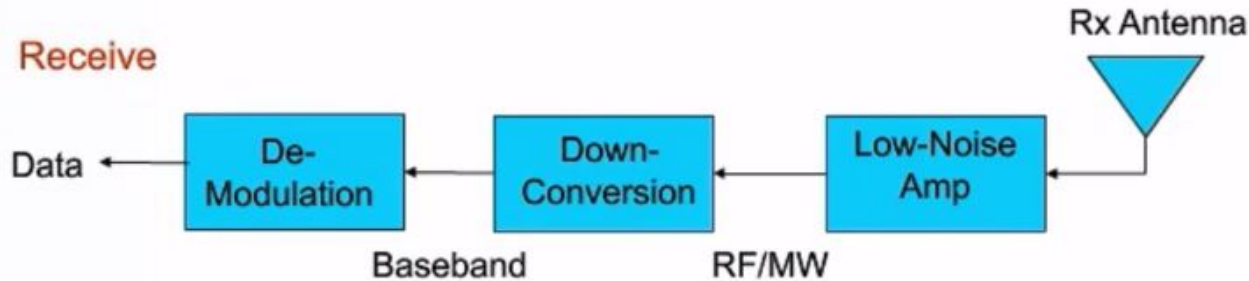 Rx Antenna
Receive
Data
De-
Modulation
Down-
Conversion
Low-Noise
Amp
Baseband
RF/MW